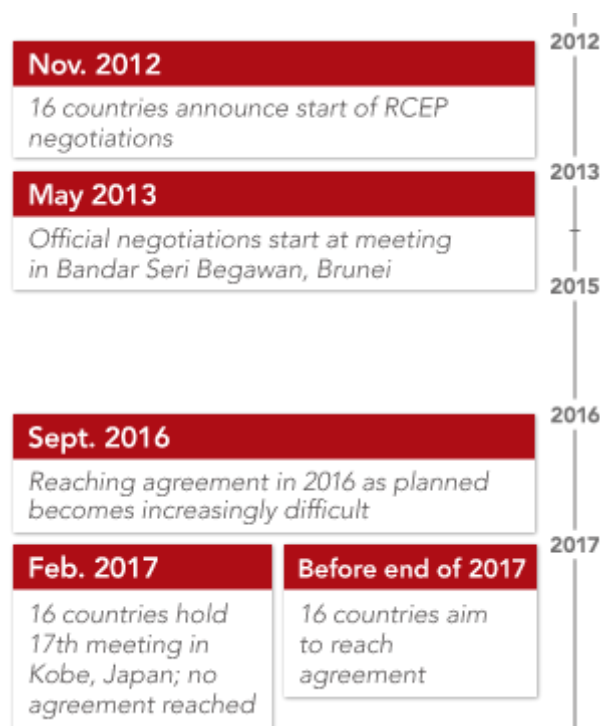 2012
Nov. 2012
16 countries announce start of RCEP
negotiations
2013
May 2013
Official negotiations start at meeting
in Bandar Seri Begawan, Brunei
2015
2016
Sept. 2016
Reaching agreement in 2016 as planned
becomes increasingly difficult
2017
Feb. 2017
16 countries hold
17th meeting in
Kobe, Japan; no
agreement reached
Before end of 2017
16 countries aim
to reach
agreement